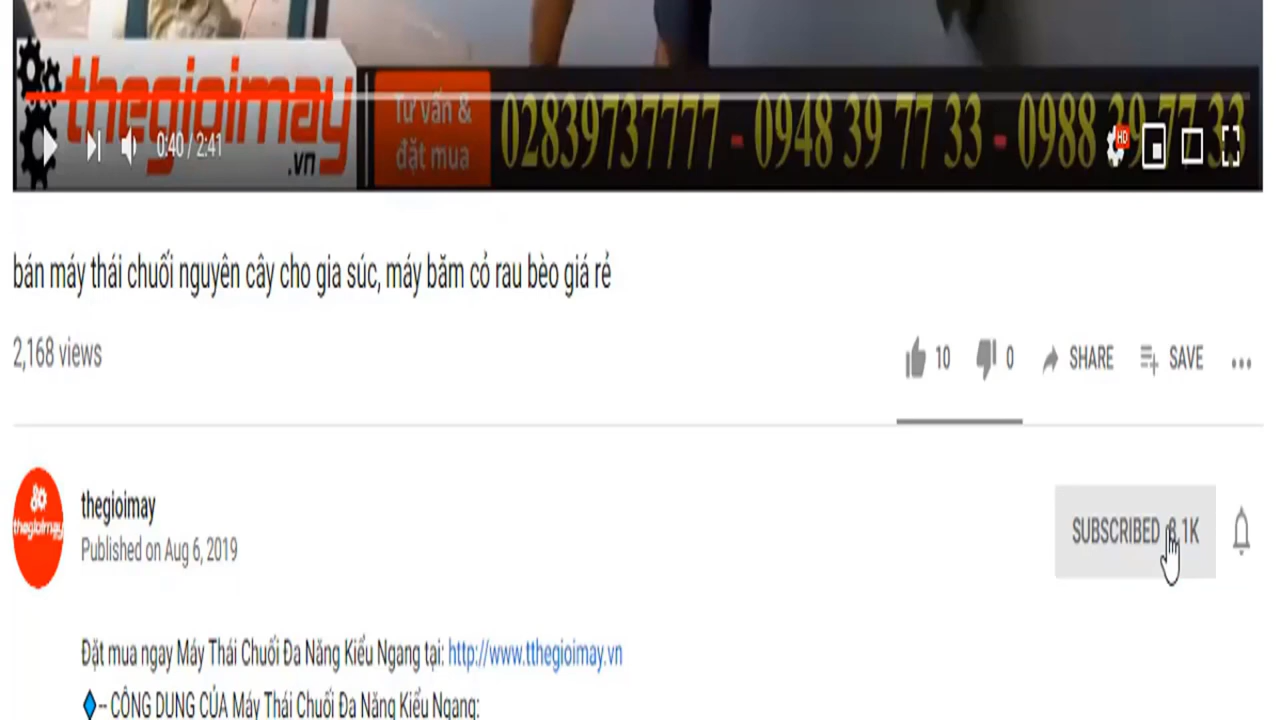 thegioimay
.vn
Tư vấn &
đặt mua
02839737777 - 0948 39 77 33 - 0988 39 77 33
HD
0:40 / 2:41
bán máy thái chuối nguyên cây cho gia súc, máy băm cỏ rau bèo giá rẻ
2,168 views
10 0 SHARE SAVE
thegioimay
thegioimay
Published on Aug 6, 2019
SUBSCRIBED
Đặt mua ngay Máy Thái Chuối Đa Năng Kiểu Ngang tại: http://www.tthegioimay.vn
-- CÔNG DỤNG CỦA Máy Thái Chuối Đa Năng Kiểu Ngang: